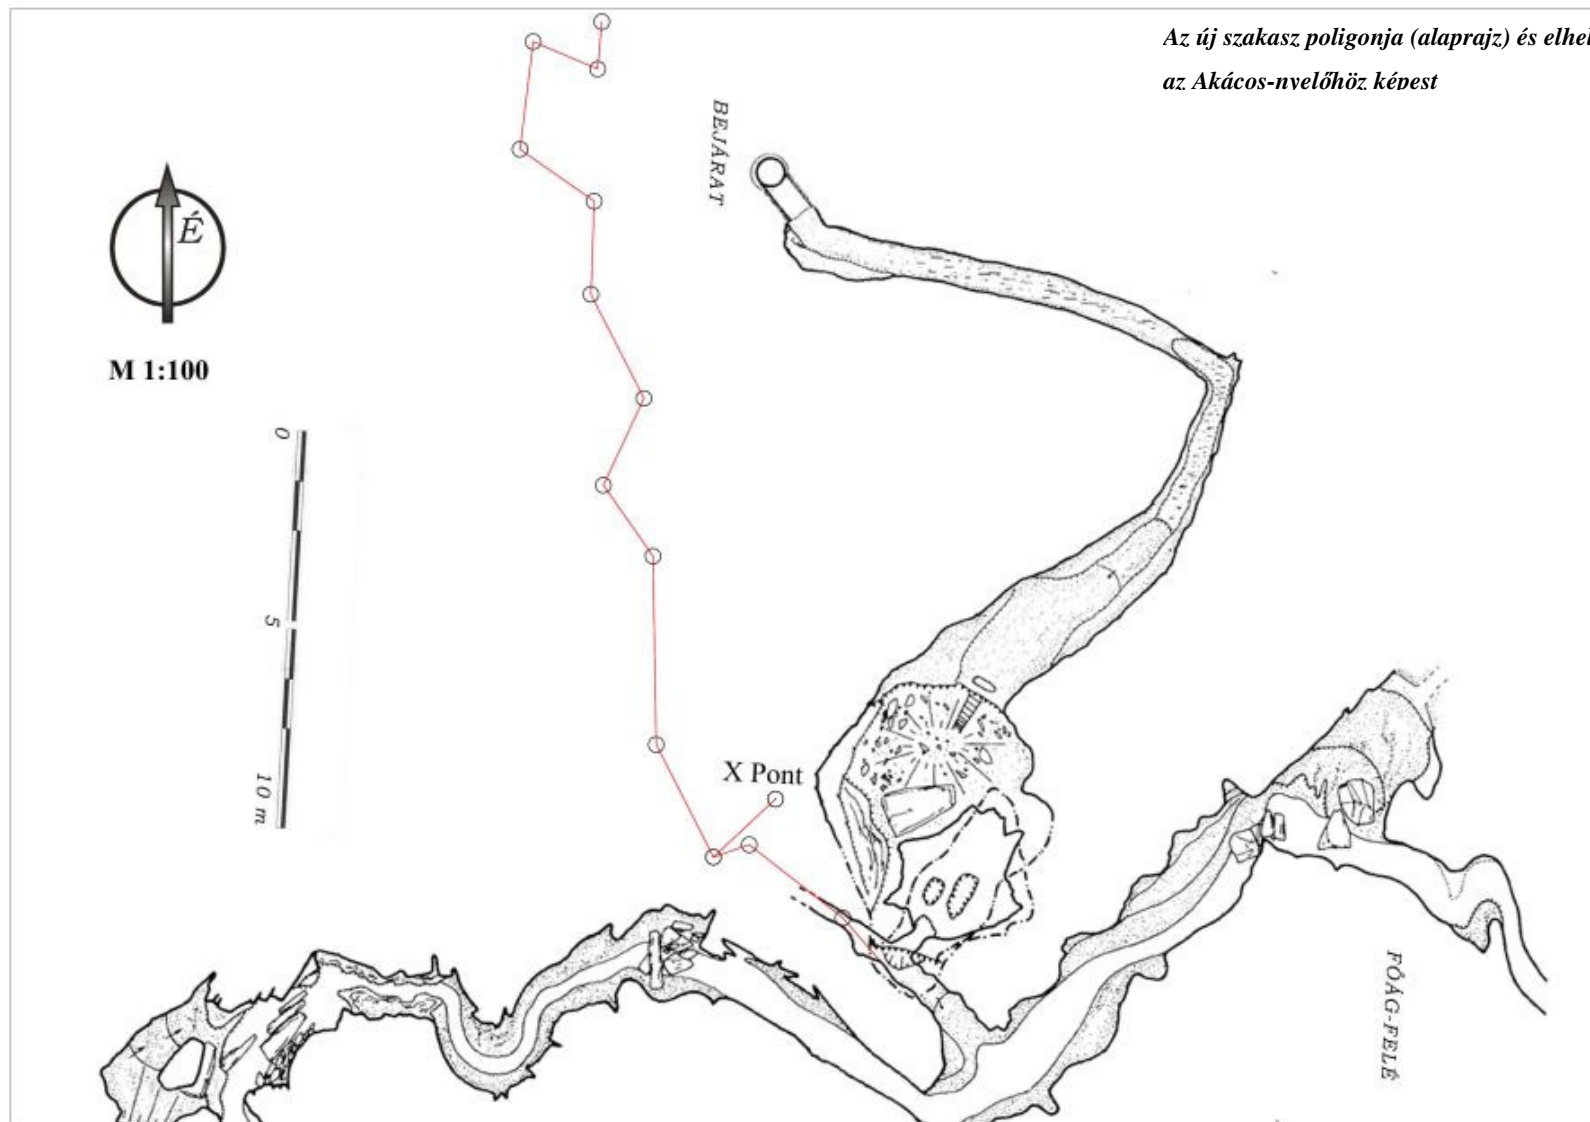 Az új szakasz poligonja (alaprajz) és elhel
az Akácos-nyelőhöz képest
BEJÁRAT
É
M 1:100
0
5
10 m
X Pont
FŐÁG-FELÉ